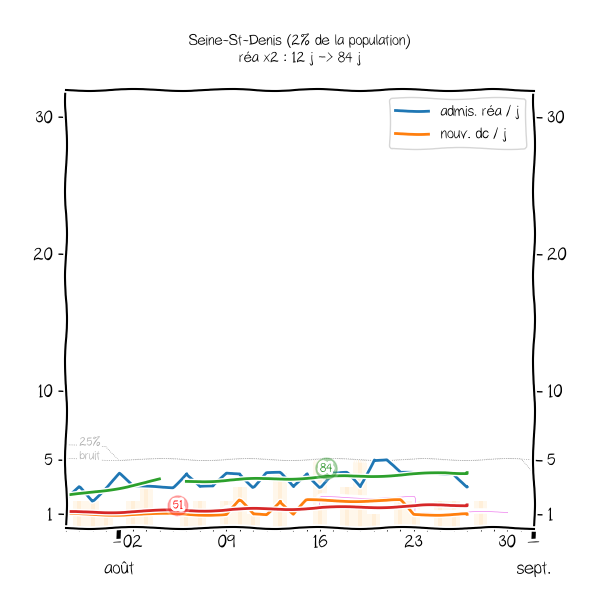 Seine-St-Denis (2% de la population)
réa x2 : 12 j -> 84 j
admis. réa / j
nouv. dc / j
30
30
20
20
10
10
25%
bruit
5
5
84
51
1
1
02
09
16
23
30
août
sept.